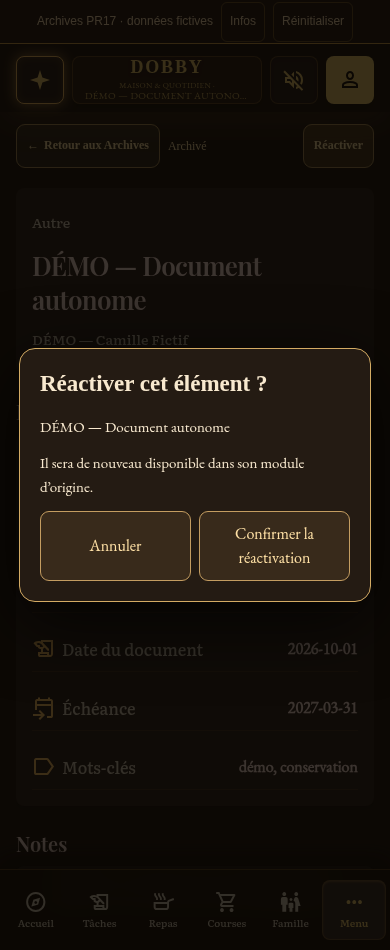 Archives PR17 · données fictives Infos Réinitialiser
DOBBY
MAISON & QUOTIDIEN
DÉMO — DOCUMENT AUTONO…
← Retour aux Archives Archivé Réactiver
Autre
DÉMO — Document
autonome
DÉMO — Camille Fictif
Réactiver cet élément ?
DÉMO — Document autonome
Il sera de nouveau disponible dans son module
d’origine.
Annuler
Confirmer la
réactivation
Date du document 2026-10-01
Échéance 2027-03-31
Mots-clés démo, conservation
Notes
Accueil Tâches Repas Courses Famille Menu